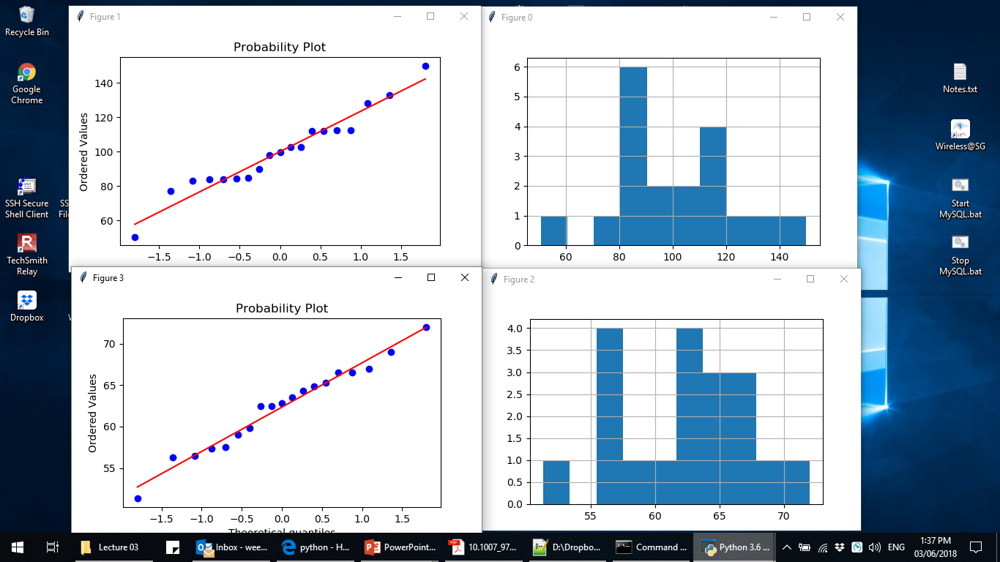 Recycle Bin
Google
Chrome
SSH Secure
Shell Client
SS
Fil
TechSmith
Relay
Dropbox
Figure 1
Probability Plot
Ordered Values
140
120
100
80
60
−1.5 −1.0 −0.5 0.0 0.5 1.0 1.5
Figure 0
6
5
4
3
2
1
0
60 80 100 120 140
Figure 3
Probability Plot
Ordered Values
70
65
60
55
−1.5 −1.0 −0.5 0.0 0.5 1.0 1.5
Theoretical quantiles
Figure 2
4.0
3.5
3.0
2.5
2.0
1.5
1.0
0.5
0.0
55 60 65 70
Notes.txt
Wireless@SG
Start
MySQL.bat
Stop
MySQL.bat
Lecture 03
Inbox - wee...
python - H...
PowerPoint...
10.1007_97...
D:\Dropbo...
Command ...
Python 3.6 ...
ENG
1:37 PM
03/06/2018